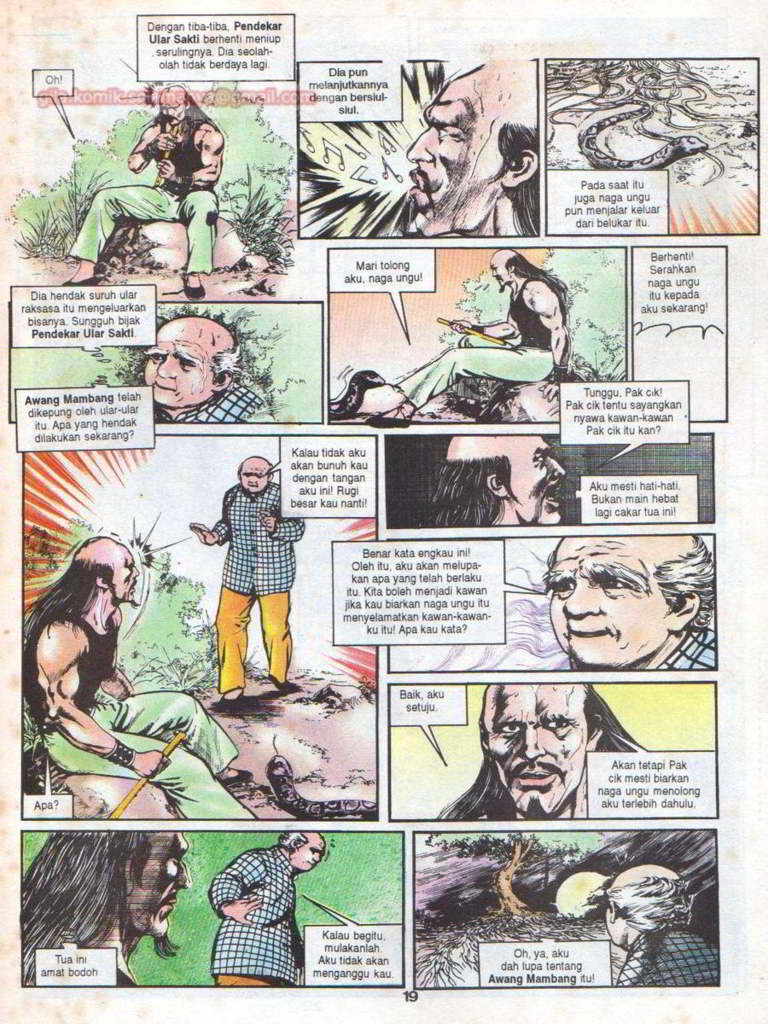 Dengan tiba-tiba, Pendekar
Ular Sakti berhenti meniup
serulingnya. Dia seolah-
olah tidak berdaya lagi.
Oh!
Dia pun
melanjutkannya
dengan bersiul-
siul.
Pada saat itu
juga naga ungu
pun menjalar keluar
dari belukar itu.
Dia hendak suruh ular
raksasa itu mengeluarkan
bisanya. Sungguh bijak
Pendekar Ular Sakti.
Awang Mambang telah
dikepung oleh ular-ular
itu. Apa yang hendak
dilakukan sekarang?
Mari tolong
aku, naga ungu!
Berhenti!
Serahkan
naga ungu
itu kepada
aku sekarang!
Kalau tidak aku
akan bunuh kau
dengan tangan
aku ini! Rugi
besar kau nanti!
Apa?
Tunggu, Pak cik!
Pak cik tentu sayangkan
nyawa kawan-kawan
Pak cik itu kan?
Aku mesti hati-hati.
Bukan main hebat
lagi cakar tua ini!
Benar kata engkau ini!
Oleh itu, aku akan melupa-
kan apa yang telah berlaku
itu. Kita boleh menjadi kawan
jika kau biarkan naga ungu itu
menyelamatkan kawan-kawan-
ku itu! Apa kau kata?
Baik, aku
setuju.
Akan tetapi Pak
cik mesti biarkan
naga ungu menolong
aku terlebih dahulu.
Tua ini
amat bodoh
Kalau begitu,
mulakanlah.
Aku tidak akan
menganggu kau.
Oh, ya, aku
dah lupa tentang
Awang Mambang itu!
19